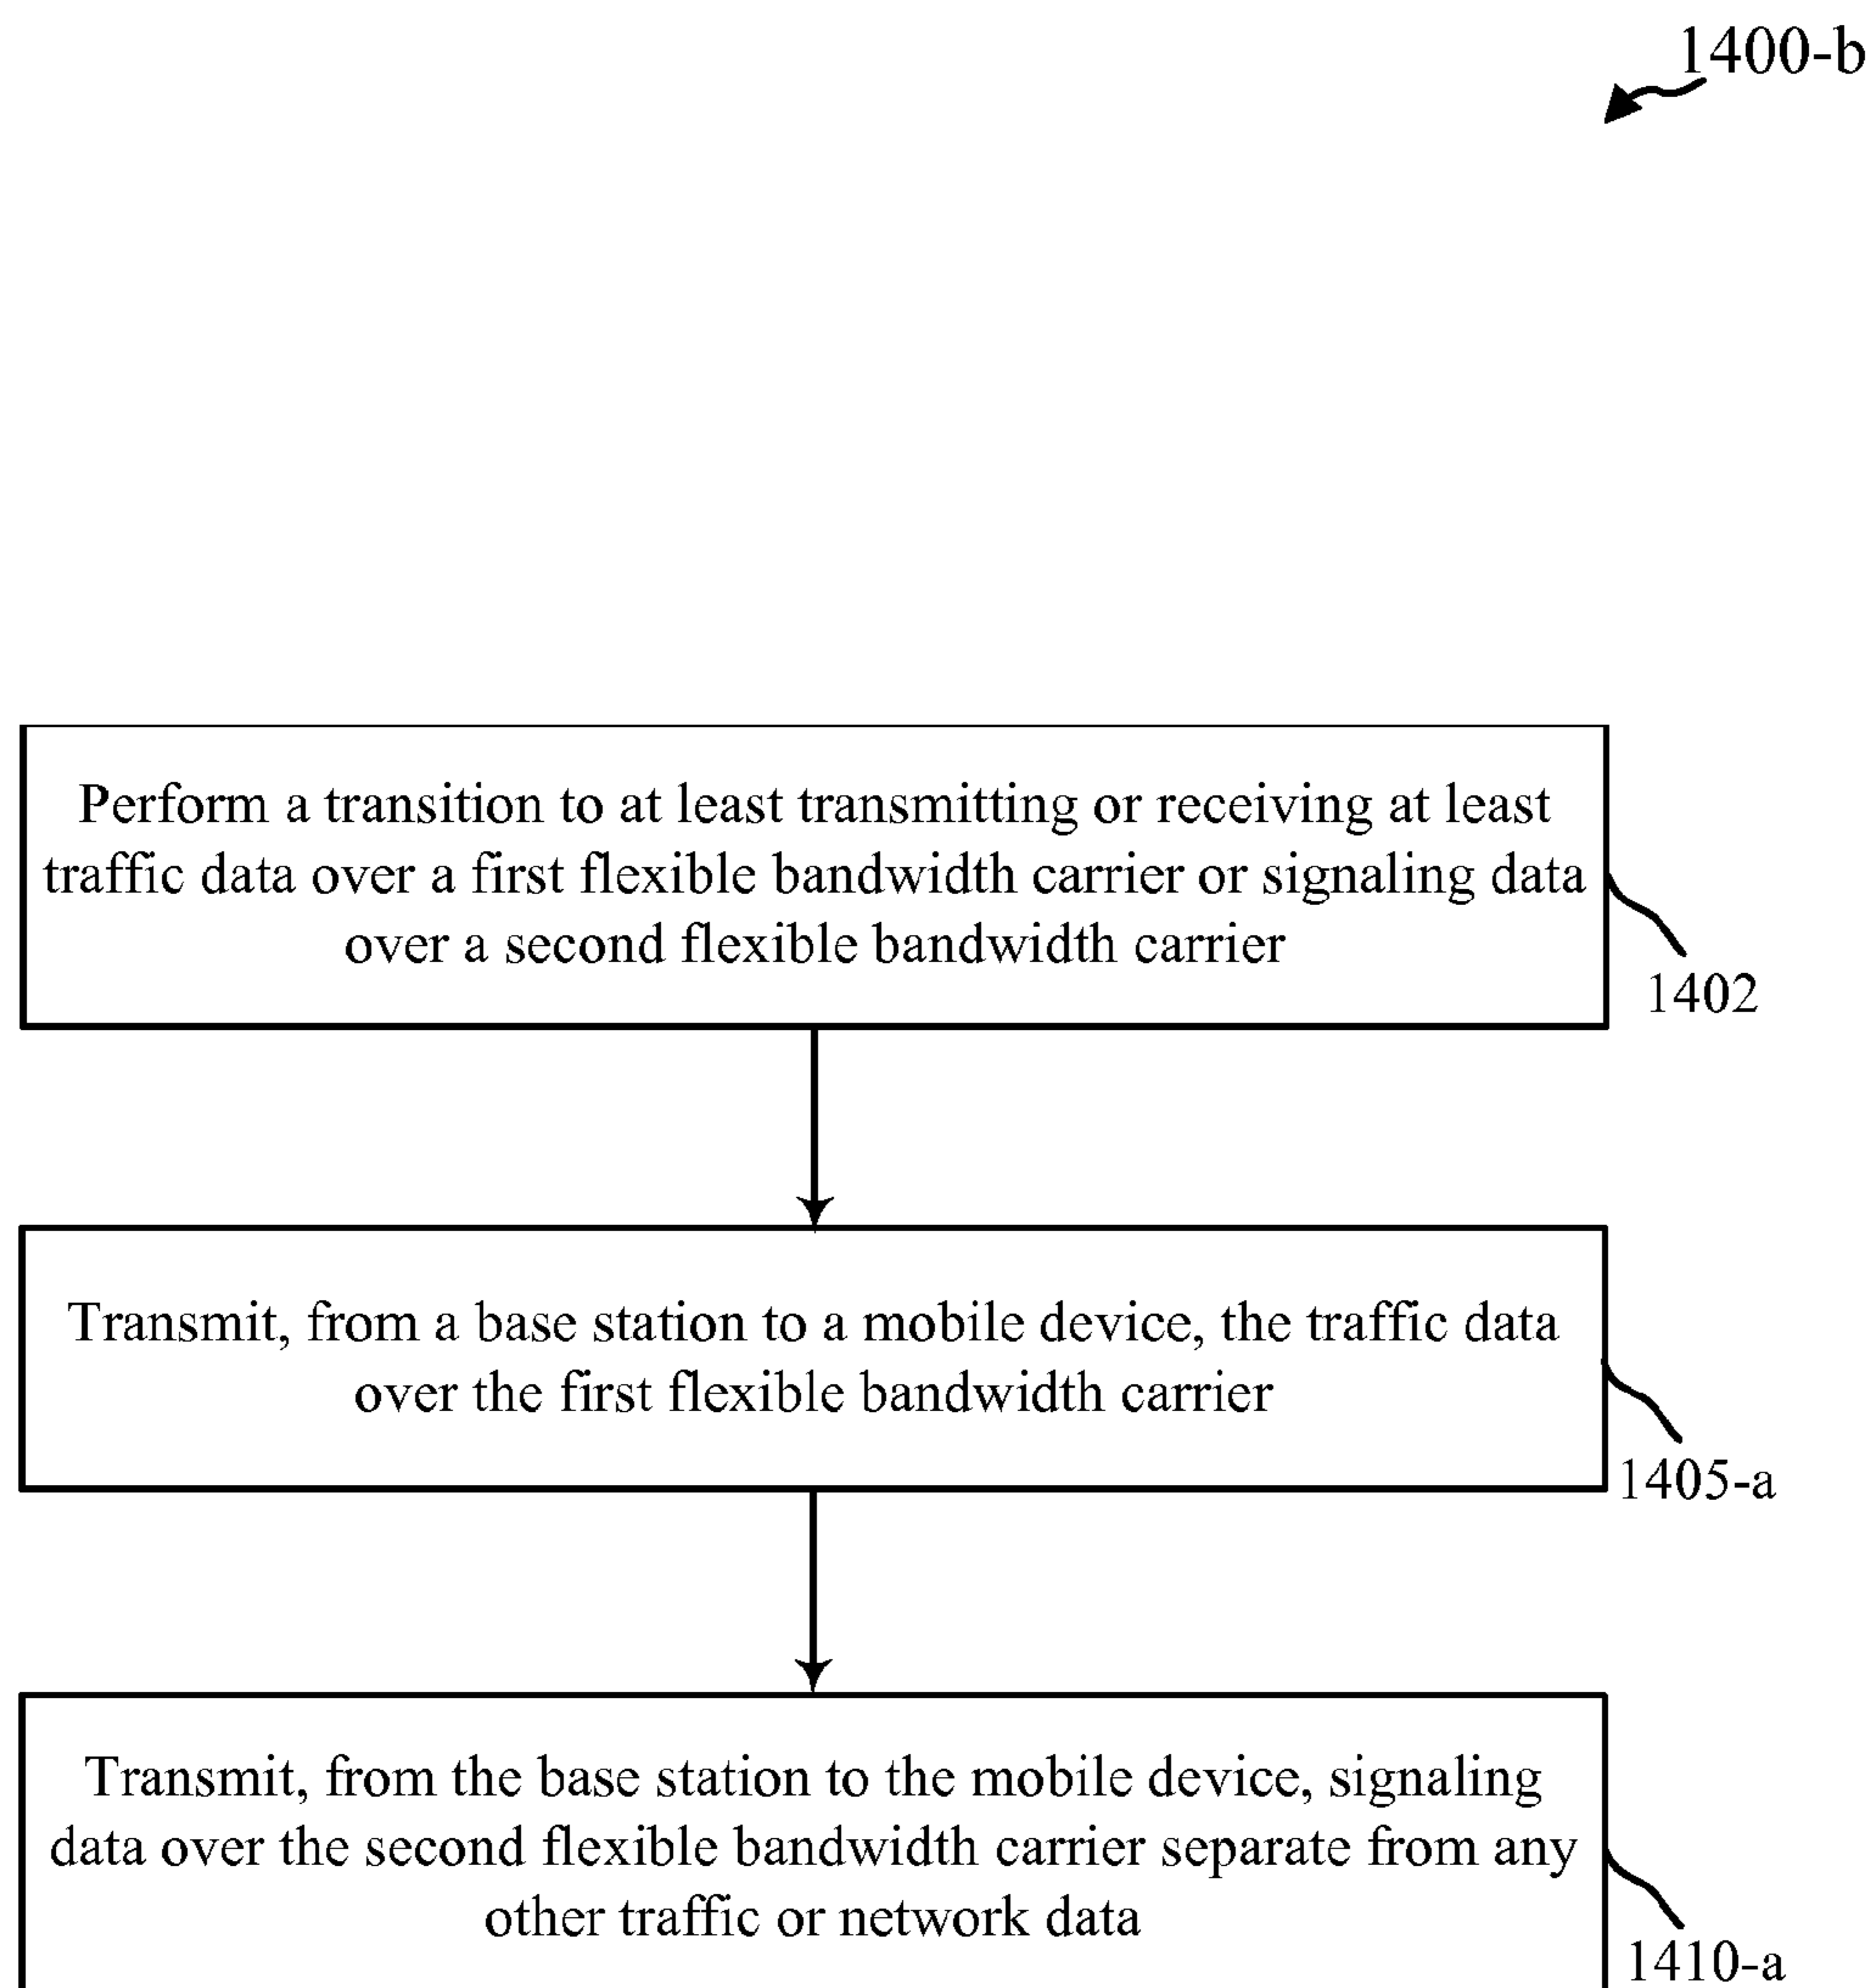 1400-b
Perform a transition to at least transmitting or receiving at least
traffic data over a first flexible bandwidth carrier or signaling data
over a second flexible bandwidth carrier
1402
Transmit, from a base station to a mobile device, the traffic data
over the first flexible bandwidth carrier
1405-a
Transmit, from the base station to the mobile device, signaling
data over the second flexible bandwidth carrier separate from any
other traffic or network data
1410-a